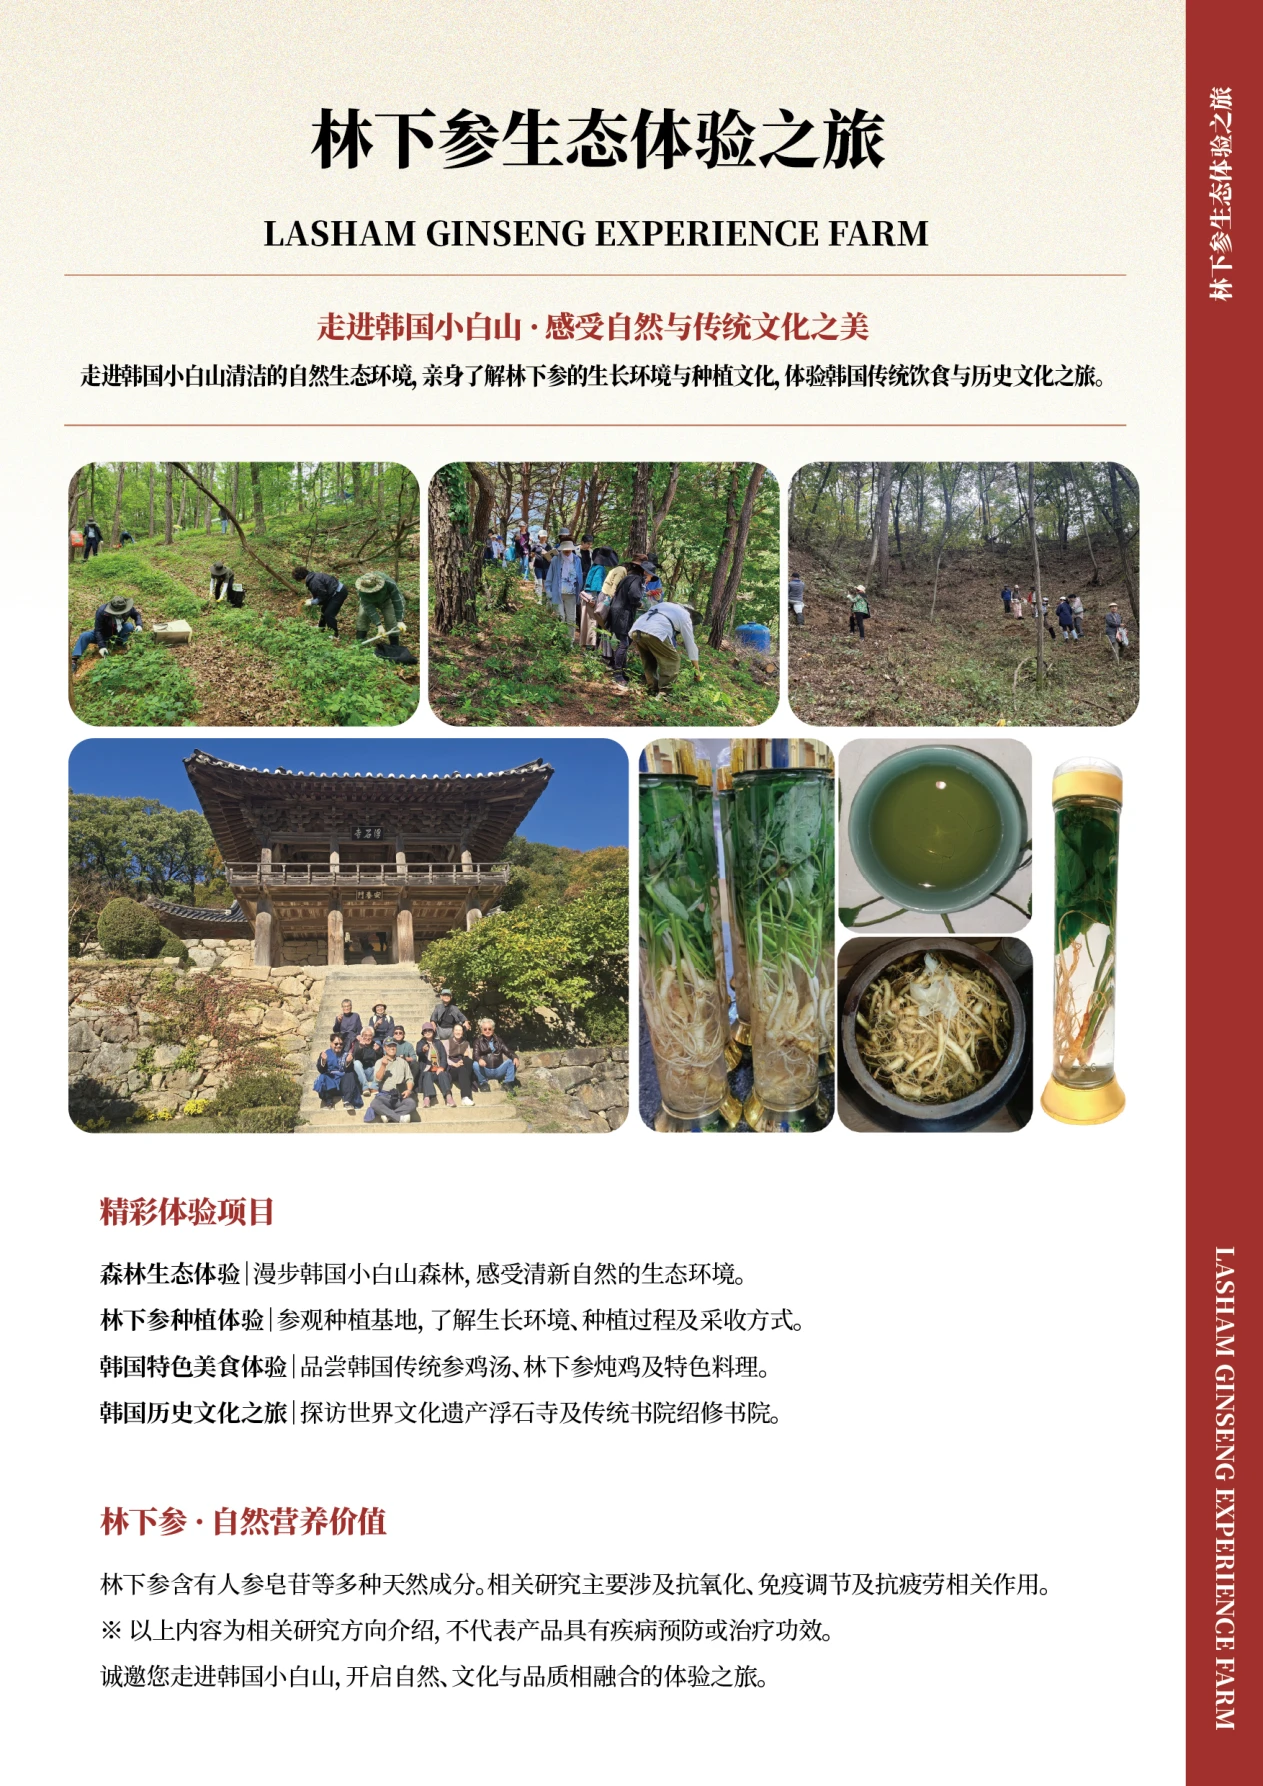 林下参生态体验之旅
LASHAM GINSENG EXPERIENCE FARM
走进韩国小白山·感受自然与传统文化之美
走进韩国小白山清洁的自然生态环境, 亲身了解林下参的生长环境与种植文化, 体验韩国传统饮食与历史文化之旅。
寺石浮
門養安
精彩体验项目
森林生态体验|漫步韩国小白山森林, 感受清新自然的生态环境。
林下参种植体验|参观种植基地, 了解生长环境、种植过程及采收方式。
韩国特色美食体验|品尝韩国传统参鸡汤、林下参炖鸡及特色料理。
韩国历史文化之旅|探访世界文化遗产浮石寺及传统书院绍修书院。
林下参·自然营养价值
林下参含有人参皂苷等多种天然成分。相关研究主要涉及抗氧化、免疫调节及抗疲劳相关作用。
※ 以上内容为相关研究方向介绍, 不代表产品具有疾病预防或治疗功效。
诚邀您走进韩国小白山, 开启自然、文化与品质相融合的体验之旅。
林下参生态体验之旅
LASHAM GINSENG EXPERIENCE FARM